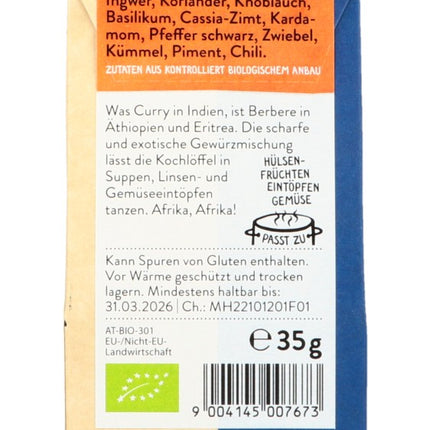 Ingwer, Koriander, Knoblauch,
Basilikum, Cassia-Zimt, Karda-
mom, Pfeffer schwarz, Zwiebel,
Kümmel, Piment, Chili.
ZUTATEN AUS KONTROLLIERT BIOLOGISCHEM ANBAU
Was Curry in Indien, ist Berbere in
Äthiopien und Eritrea. Die scharfe
und exotische Gewürzmischung
lässt die Kochlöffel in
Suppen, Linsen- und
Gemüseeintöpfen
tanzen. Afrika, Afrika!
HÜLSEN-
FRÜCHTEN
EINTÖPFEN
GEMÜSE
PASST ZU
Kann Spuren von Gluten enthalten.
Vor Wärme geschützt und trocken
lagern. Mindestens haltbar bis:
31.03.2026 | Ch.: MH22101201F01
AT-BIO-301
EU-/Nicht-EU-
Landwirtschaft
℮ 35g
9 004145 007673